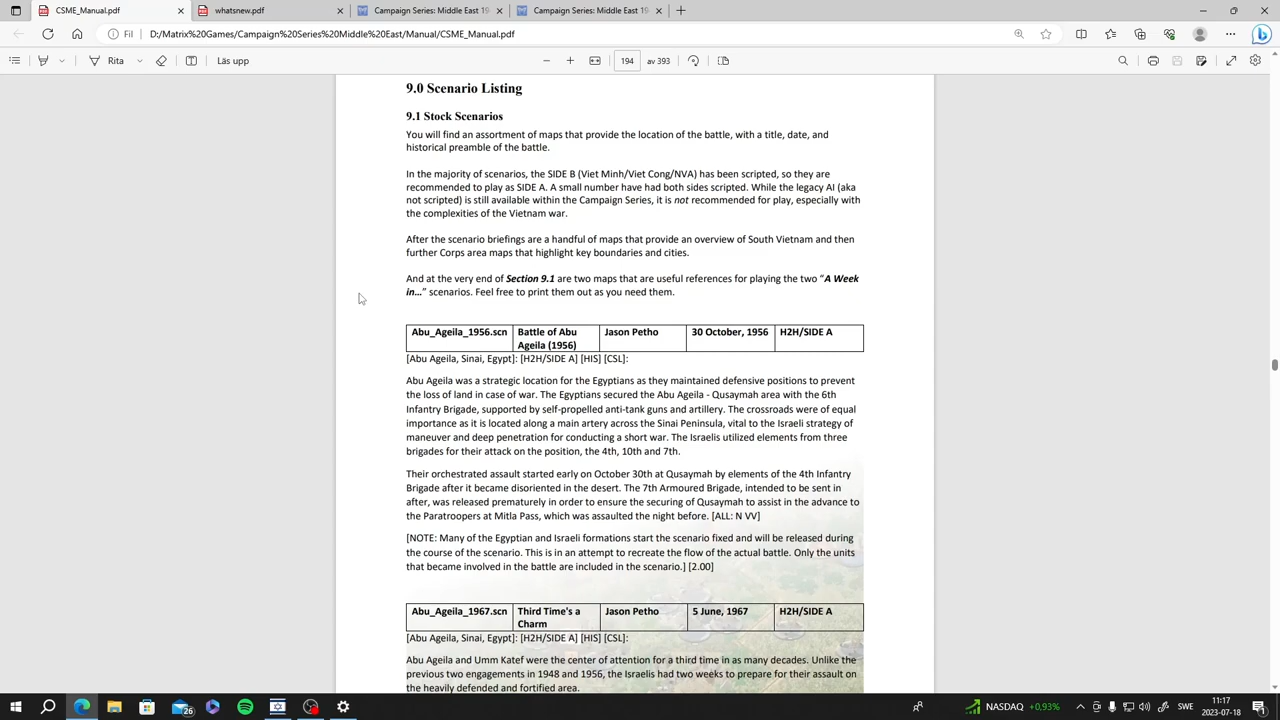 CSME_Manual.pdf
whatsnew.pdf
Campaign Series: Middle East 19
Campaign Series: Middle East 19
Fil
D:/Matrix%20Games/Campaign%20Series%20Middle%20East/Manual/CSME_Manual.pdf
Rita
Läs upp
194 av 393
9.0 Scenario Listing
9.1 Stock Scenarios
You will find an assortment of maps that provide the location of the battle, with a title, date, and
historical preamble of the battle.
In the majority of scenarios, the SIDE B (Viet Minh/Viet Cong/NVA) has been scripted, so they are
recommended to play as SIDE A. A small number have had both sides scripted. While the legacy AI (aka
not scripted) is still available within the Campaign Series, it is not recommended for play, especially with
the complexities of the Vietnam war.
After the scenario briefings are a handful of maps that provide an overview of South Vietnam and then
further Corps area maps that highlight key boundaries and cities.
And at the very end of Section 9.1 are two maps that are useful references for playing the two “A Week
in…” scenarios. Feel free to print them out as you need them.
Abu_Ageila_1956.scn Battle of Abu Jason Petho 30 October, 1956 H2H/SIDE A
Ageila (1956)
[Abu Ageila, Sinai, Egypt]: [H2H/SIDE A] [HIS] [CSL]:
Abu Ageila was a strategic location for the Egyptians as they maintained defensive positions to prevent
the loss of land in case of war. The Egyptians secured the Abu Ageila - Qusaymah area with the 6th
Infantry Brigade, supported by self-propelled anti-tank guns and artillery. The crossroads were of equal
importance as it is located along a main artery across the Sinai Peninsula, vital to the Israeli strategy of
maneuver and deep penetration for conducting a short war. The Israelis utilized elements from three
brigades for their attack on the position, the 4th, 10th and 7th.
Their orchestrated assault started early on October 30th at Qusaymah by elements of the 4th Infantry
Brigade after it became disoriented in the desert. The 7th Armoured Brigade, intended to be sent in
after, was released prematurely in order to ensure the securing of Qusaymah to assist in the advance to
the Paratroopers at Mitla Pass, which was assaulted the night before. [ALL: N VV]
[NOTE: Many of the Egyptian and Israeli formations start the scenario fixed and will be released during
the course of the scenario. This is in an attempt to recreate the flow of the actual battle. Only the units
that became involved in the battle are included in the scenario.] [2.00]
Abu_Ageila_1967.scn Third Time's a Jason Petho 5 June, 1967 H2H/SIDE A
Charm
[Abu Ageila, Sinai, Egypt]: [H2H/SIDE A] [HIS] [CSL]:
Abu Ageila and Umm Katef were the center of attention for a third time in as many decades. Unlike the
previous two engagements in 1948 and 1956, the Israelis had two weeks to prepare for their assault on
the heavily defended and fortified area.
26
NASDAQ +0,93%
SWE
11:17
2023-07-18
1